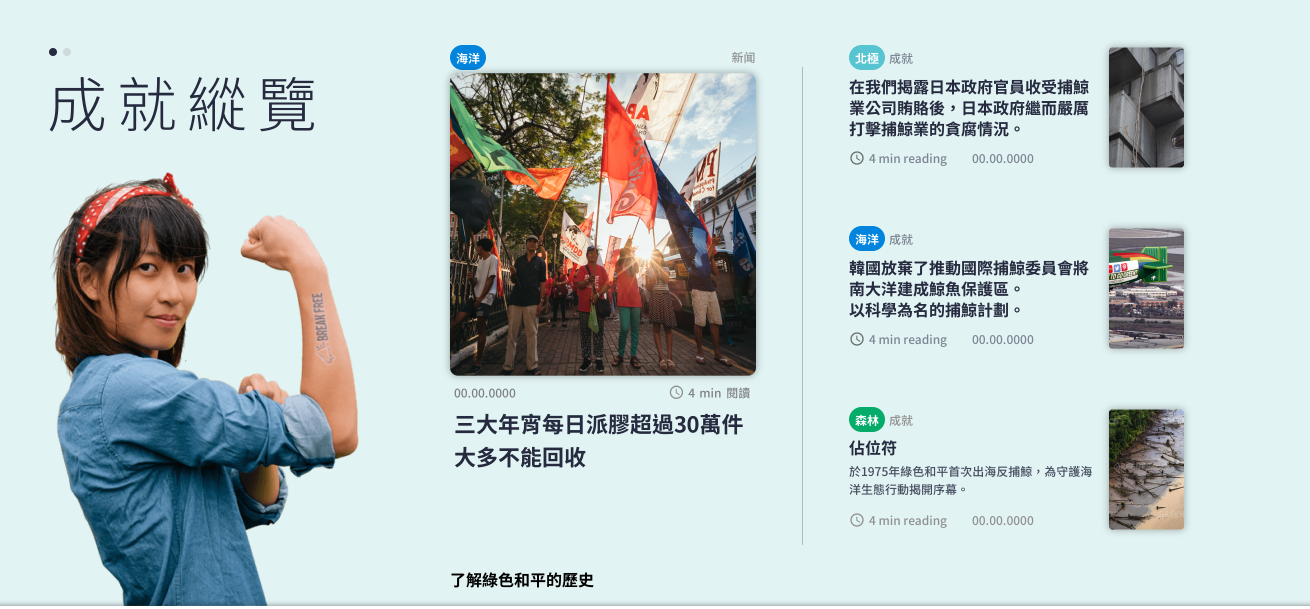 成就縱覽
BREAK FREE
海洋 新闻
00.00.0000 4 min 閱讀
三大年宵每日派膠超過30萬件
大多不能回收
了解綠色和平的歷史
北極 成就
在我們揭露日本政府官員收受捕鯨
業公司賄賂後，日本政府繼而嚴厲
打擊捕鯨業的貪腐情況。
4 min reading 00.00.0000
海洋 成就
韓國放棄了推動國際捕鯨委員會將
南大洋建成鯨魚保護區。
以科學為名的捕鯨計劃。
4 min reading 00.00.0000
森林 成就
佔位符
於1975年綠色和平首次出海反捕鯨，為守護海
洋生態行動揭開序幕。
4 min reading 00.00.0000